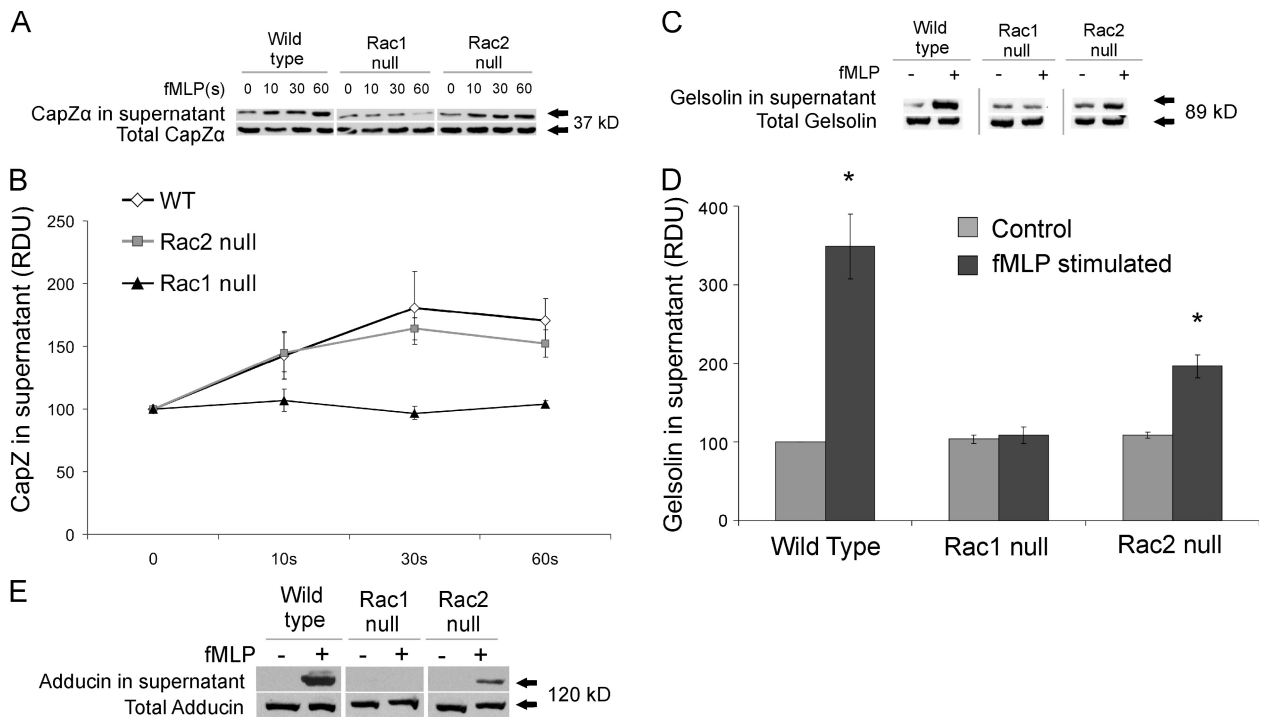 A
Wild type
Rac1 null
Rac2 null
fMLP(s)
0 10 30 60 0 10 30 60 0 10 30 60
CapZα in supernatant
Total CapZα
37 kD
B
WT
Rac2 null
Rac1 null
CapZ in supernatant (RDU)
250
200
150
100
50
0
0 10s 30s 60s
C
Wild type
Rac1 null
Rac2 null
fMLP
- + - + - +
Gelsolin in supernatant
Total Gelsolin
89 kD
D
Gelsolin in supernatant (RDU)
400
300
200
100
0
*
*
Control
fMLP stimulated
Wild Type
Rac1 null
Rac2 null
E
Wild type
Rac1 null
Rac2 null
fMLP
- + - + - +
Adducin in supernatant
Total Adducin
120 kD